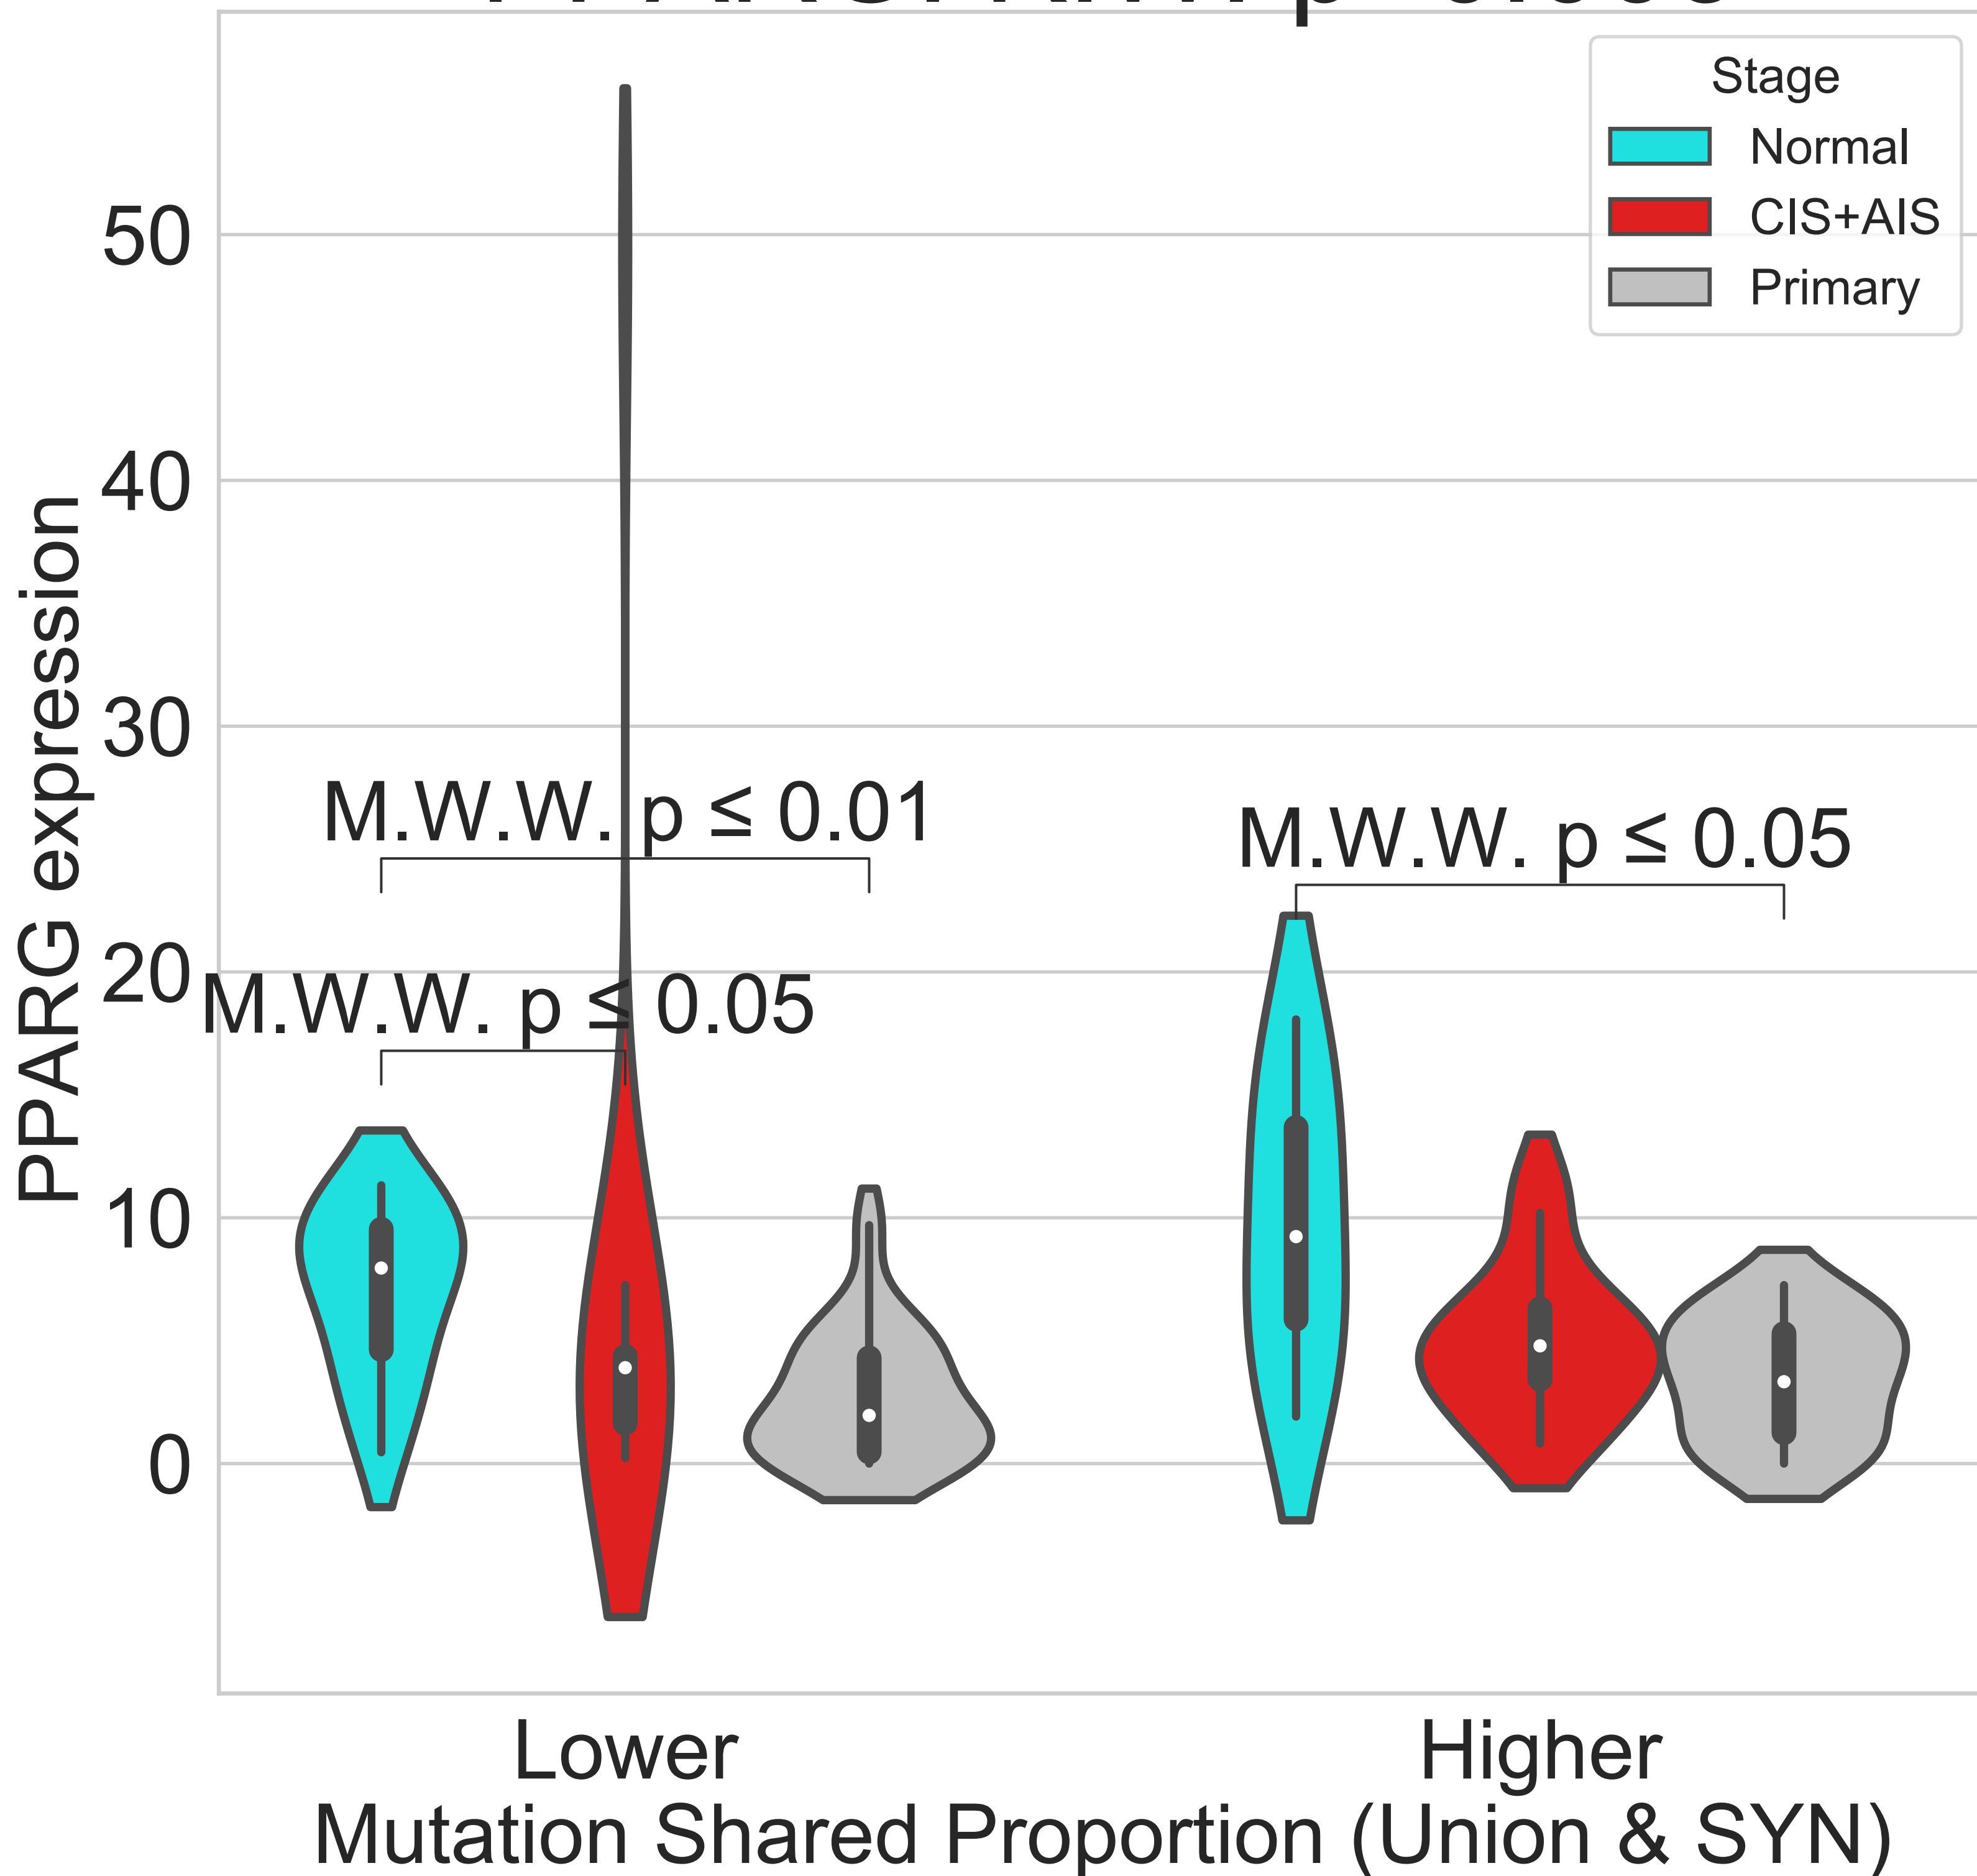 Stage
Normal
CIS+AIS
Primary
50
40
30
20
10
0
PPARG expression
M.W.W. p ≤ 0.01
M.W.W. p ≤ 0.05
M.W.W. p ≤ 0.05
Lower
Higher
Mutation Shared Proportion (Union & SYN)